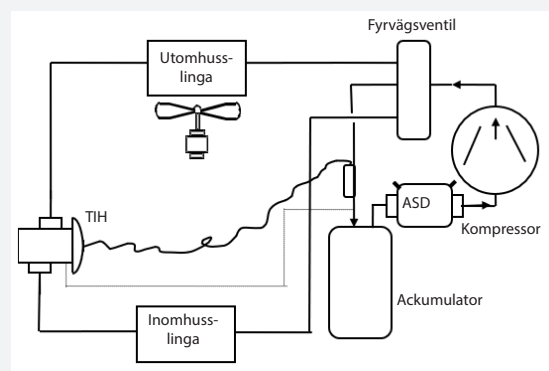 Fyrvägsventil
Utomhuss-
linga
TIH
ASD
Kompressor
Ackumulator
Inomhuss-
linga